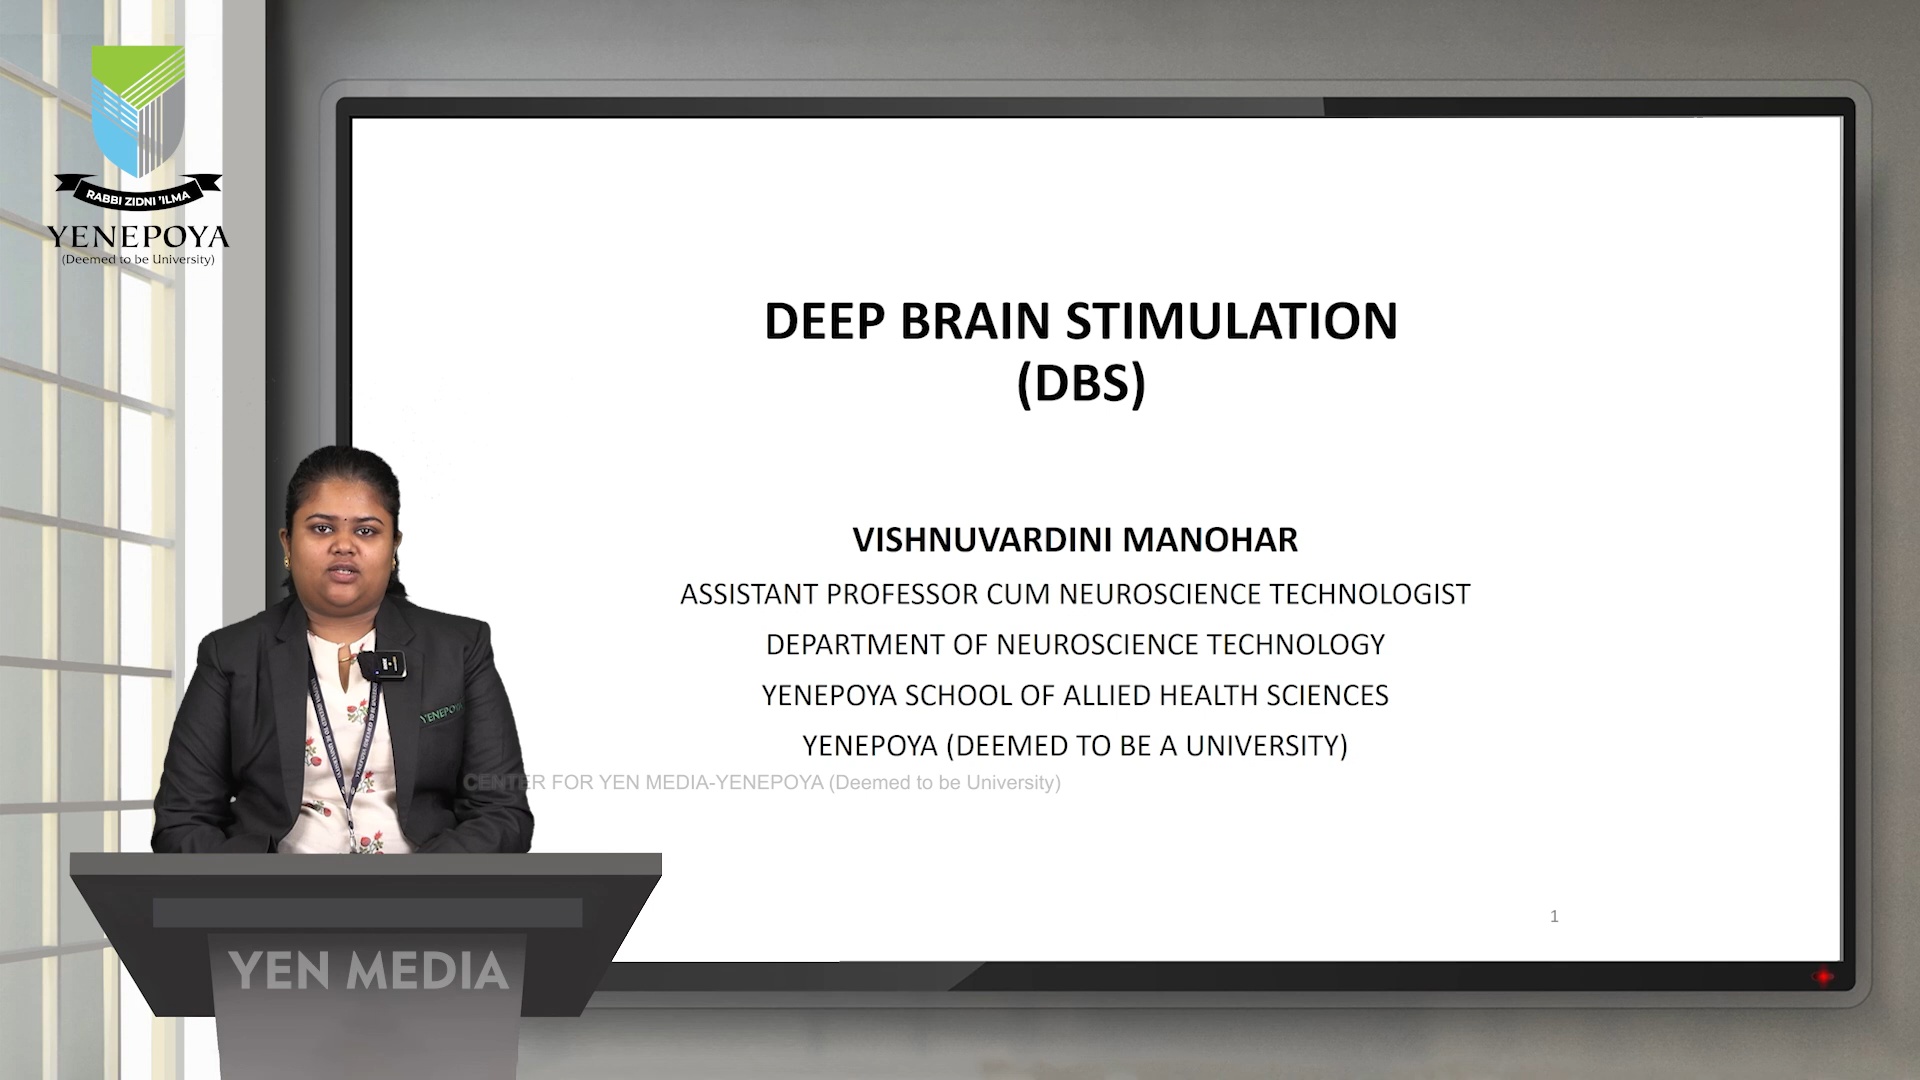 RABBI ZIDNI 'ILMA
YENEPOYA
(Deemed to be University)
DEEP BRAIN STIMULATION
(DBS)
VISHNUVARDINI MANOHAR
ASSISTANT PROFESSOR CUM NEUROSCIENCE TECHNOLOGIST
DEPARTMENT OF NEUROSCIENCE TECHNOLOGY
YENEPOYA SCHOOL OF ALLIED HEALTH SCIENCES
YENEPOYA (DEEMED TO BE A UNIVERSITY)
CENTER FOR YEN MEDIA-YENEPOYA (Deemed to be University)
YENEPOYA
1
YEN MEDIA